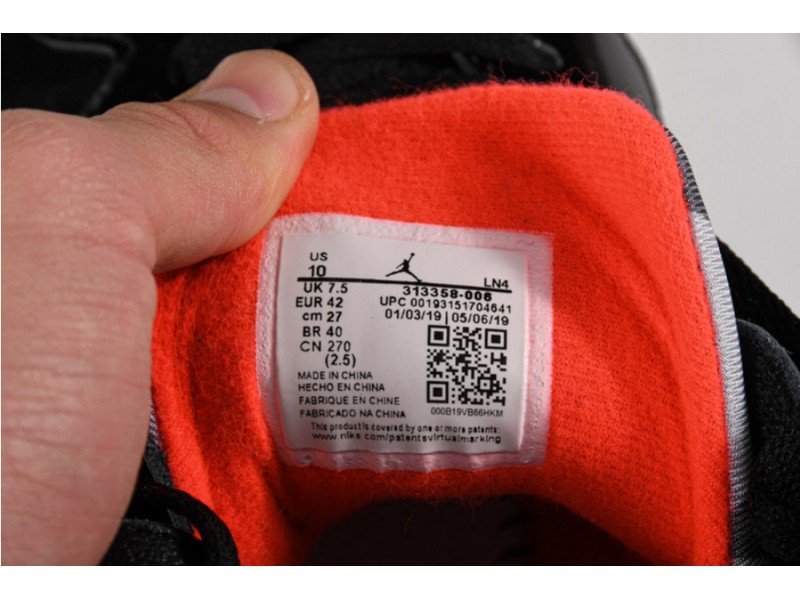 US
10
LN4
UK 7.5
313358-006
EUR 42
UPC 00193151704641
cm 27
01/03/19 | 05/06/19
BR 40
CN 270
(2.5)
MADE IN CHINA
HECHO EN CHINA
FABRIQUE EN CHINE
FABRICADO NA CHINA
000B19VB66HKM
This product is covered by one or more patents:
www.nike.com/patentsvirtualmarking